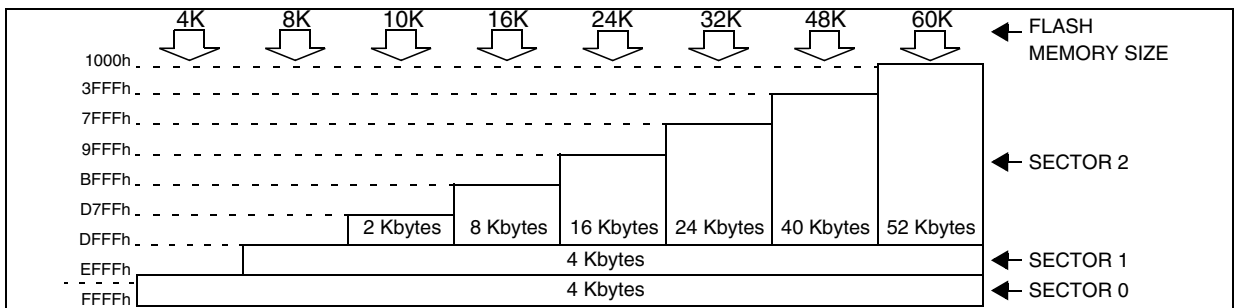 4K 8K 10K 16K 24K 32K 48K 60K
FLASH
MEMORY SIZE
1000h
3FFFh
7FFFh
9FFFh
SECTOR 2
BFFFh
D7FFh
2 Kbytes 8 Kbytes 16 Kbytes 24 Kbytes 40 Kbytes 52 Kbytes
DFFFh
4 Kbytes
SECTOR 1
EFFFh
4 Kbytes
SECTOR 0
FFFFh